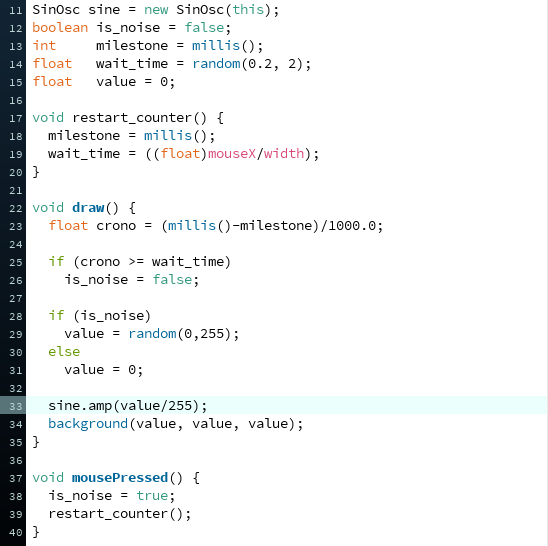 11 SinOsc sine = new SinOsc(this);
12 boolean is_noise = false;
13 int     milestone = millis();
14 float   wait_time = random(0.2, 2);
15 float   value = 0;
16
17 void restart_counter() {
18   milestone = millis();
19   wait_time = ((float)mouseX/width);
20 }
21
22 void draw() {
23   float crono = (millis()-milestone)/1000.0;
24
25   if (crono >= wait_time)
26     is_noise = false;
27
28   if (is_noise)
29     value = random(0,255);
30   else
31     value = 0;
32
33   sine.amp(value/255);
34   background(value, value, value);
35 }
36
37 void mousePressed() {
38   is_noise = true;
39   restart_counter();
40 }